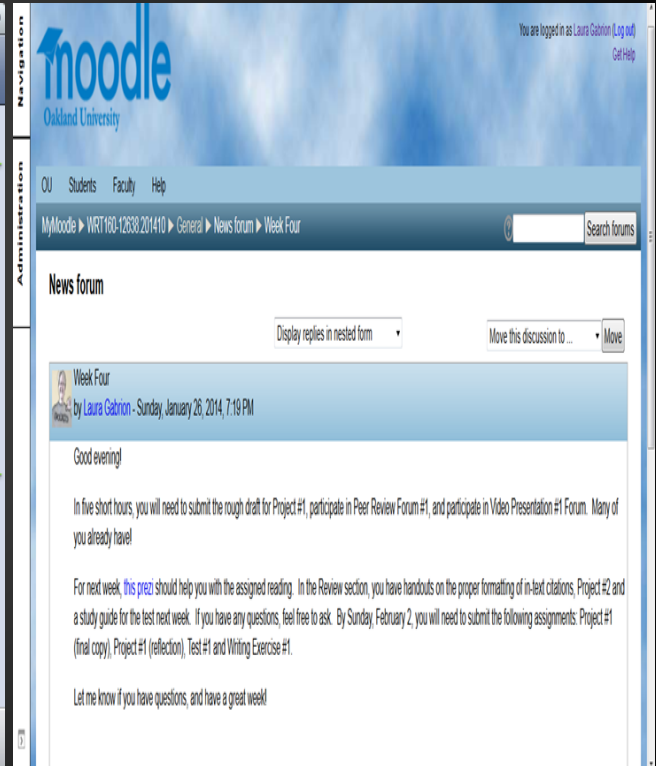 Navigation
Administration
moodle
Oakland University
You are logged in as Laura Gabrion (Log out)
Get Help
OU Students Faculty Help
MyMoodle ▶ WRT160-12638.201410 ▶ General ▶ News forum ▶ Week Four
Search forums
News forum
Display replies in nested form
Move this discussion to ...
Move
Week Four
by Laura Gabrion - Sunday, January 26, 2014, 7:19 PM
Good evening!
In five short hours, you will need to submit the rough draft for Project #1, participate in Peer Review Forum #1, and participate in Video Presentation #1 Forum. Many of
you already have!
For next week, this prezi should help you with the assigned reading. In the Review section, you have handouts on the proper formatting of in-text citations, Project #2 and
a study guide for the test next week. If you have any questions, feel free to ask. By Sunday, February 2, you will need to submit the following assignments: Project #1
(final copy), Project #1 (reflection), Test #1 and Writing Exercise #1.
Let me know if you have questions, and have a great week!